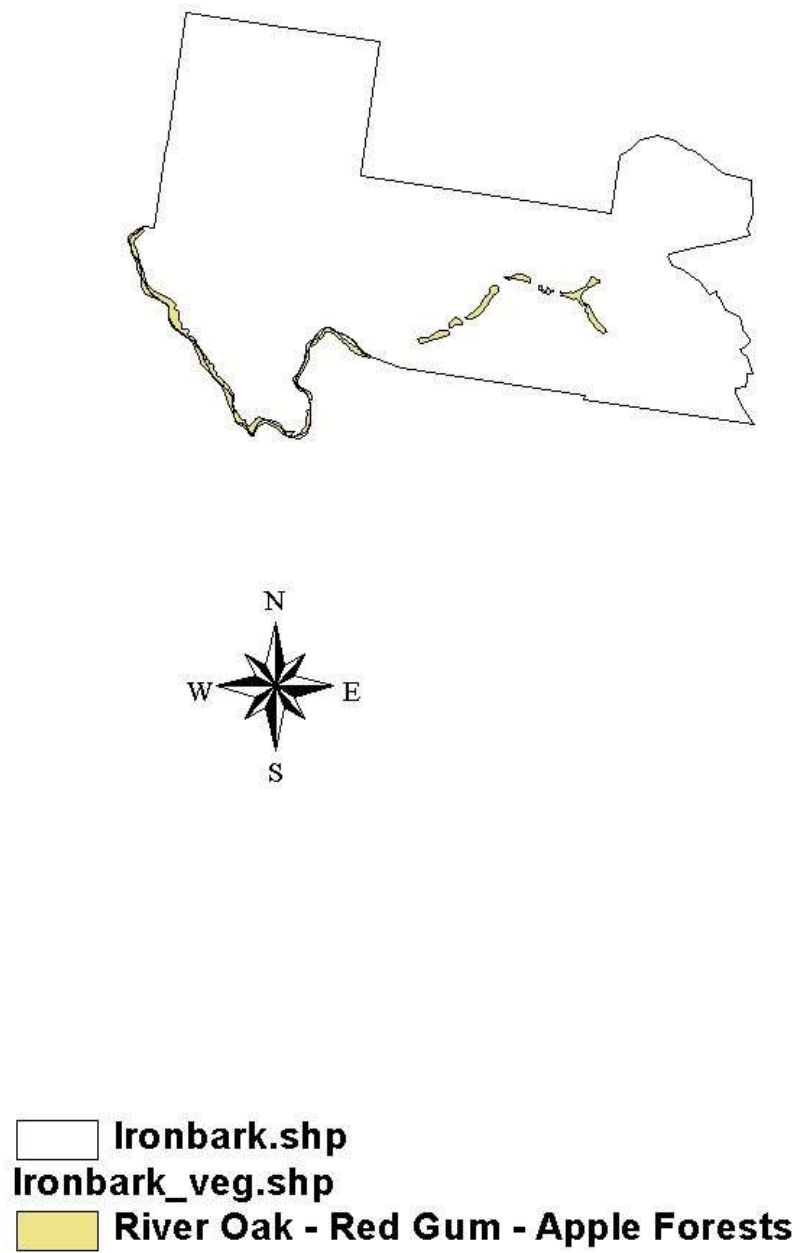 N
W E
S
Ironbark.shp
Ironbark_veg.shp
River Oak - Red Gum - Apple Forests